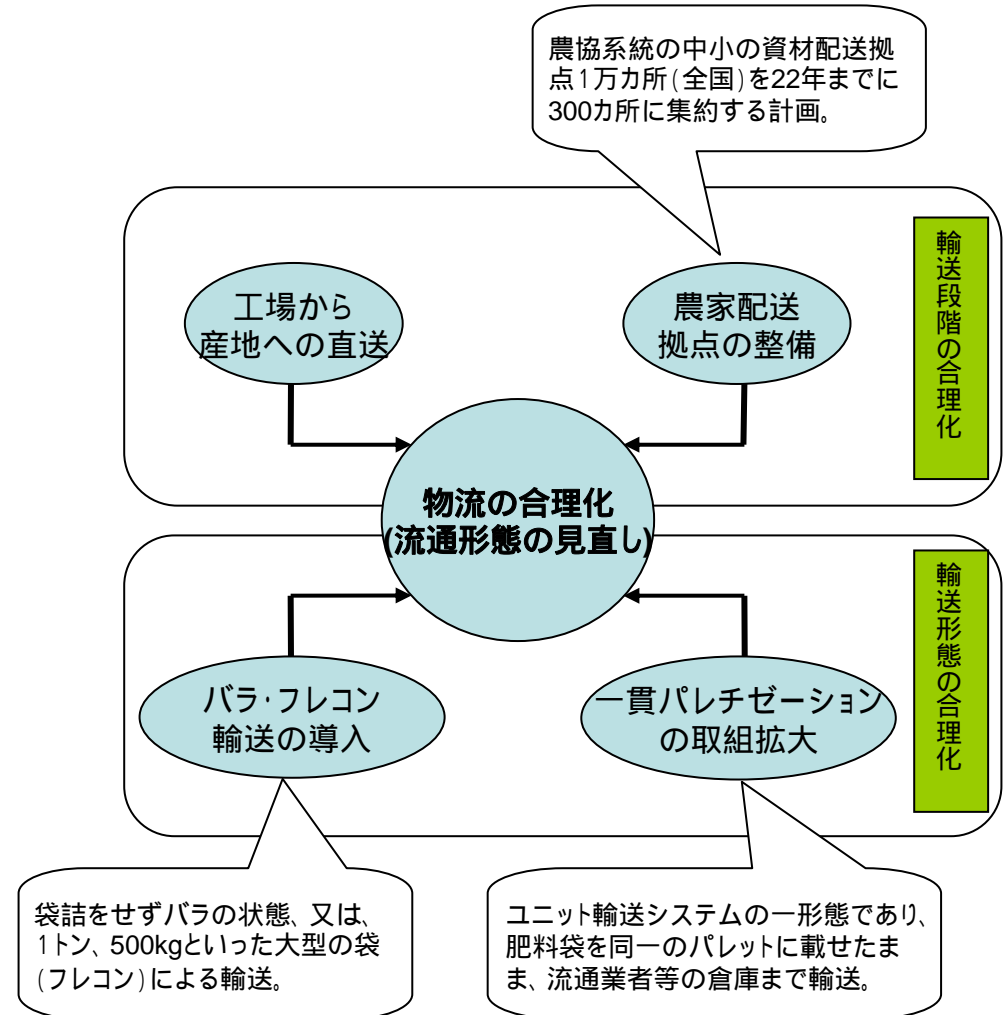 農協系統の中小の資材配送拠
点1万カ所(全国)を22年までに
300カ所に集約する計画。
輸送段階の合理化
工場から
産地への直送
農家配送
拠点の整備
物流の合理化
(流通形態の見直し)
輸送形態の合理化
バラ・フレコン
輸送の導入
一貫パレチゼーション
の取組拡大
袋詰をせずバラの状態、又は、
1トン、500kgといった大型の袋
(フレコン)による輸送。
ユニット輸送システムの一形態であり、
肥料袋を同一のパレットに載せたま
ま、流通業者等の倉庫まで輸送。